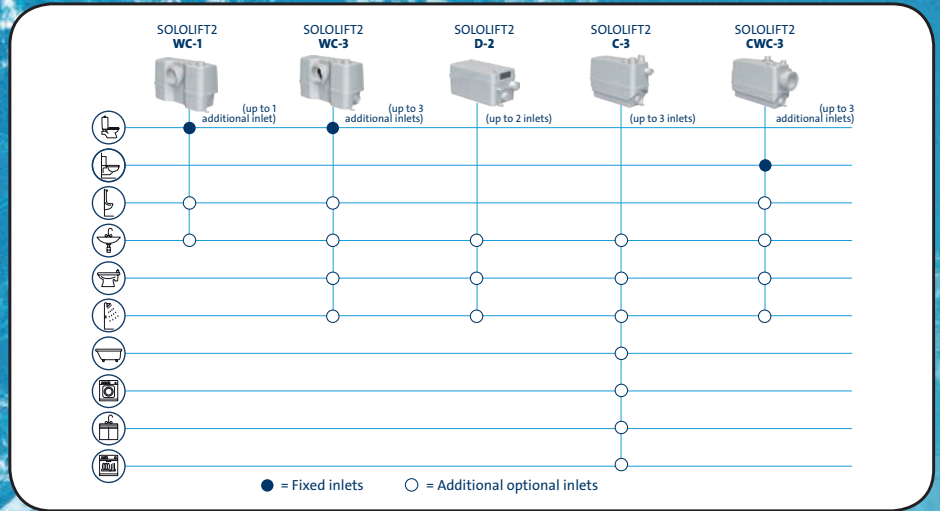 SOLOLIFT2
WC-1
SOLOLIFT2
WC-3
SOLOLIFT2
D-2
SOLOLIFT2
C-3
SOLOLIFT2
CWC-3
(up to 1
additional inlet)
(up to 3
additional inlets)
(up to 2 inlets)
(up to 3 inlets)
(up to 3
additional inlets)
= Fixed inlets
= Additional optional inlets